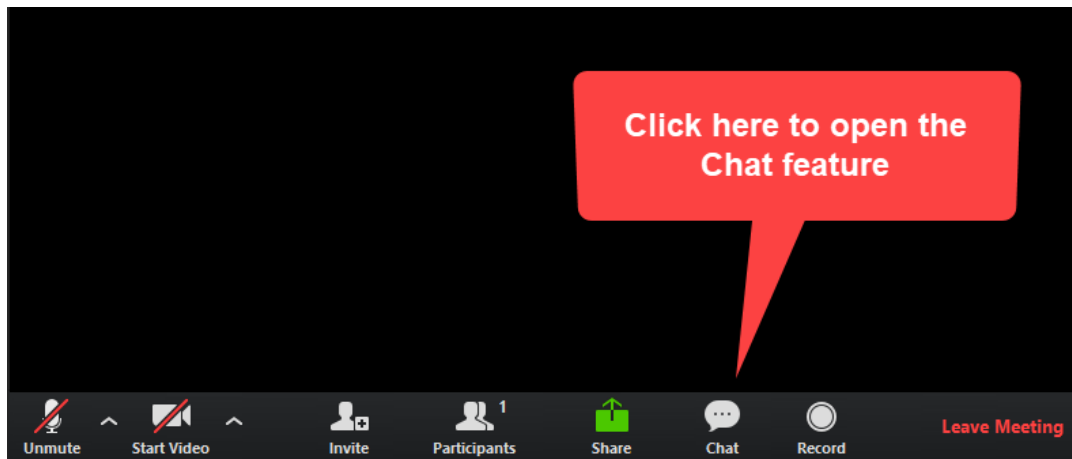 Click here to open the
Chat feature
1
Unmute
Start Video
Invite
Participants
Share
Chat
Record
Leave Meeting